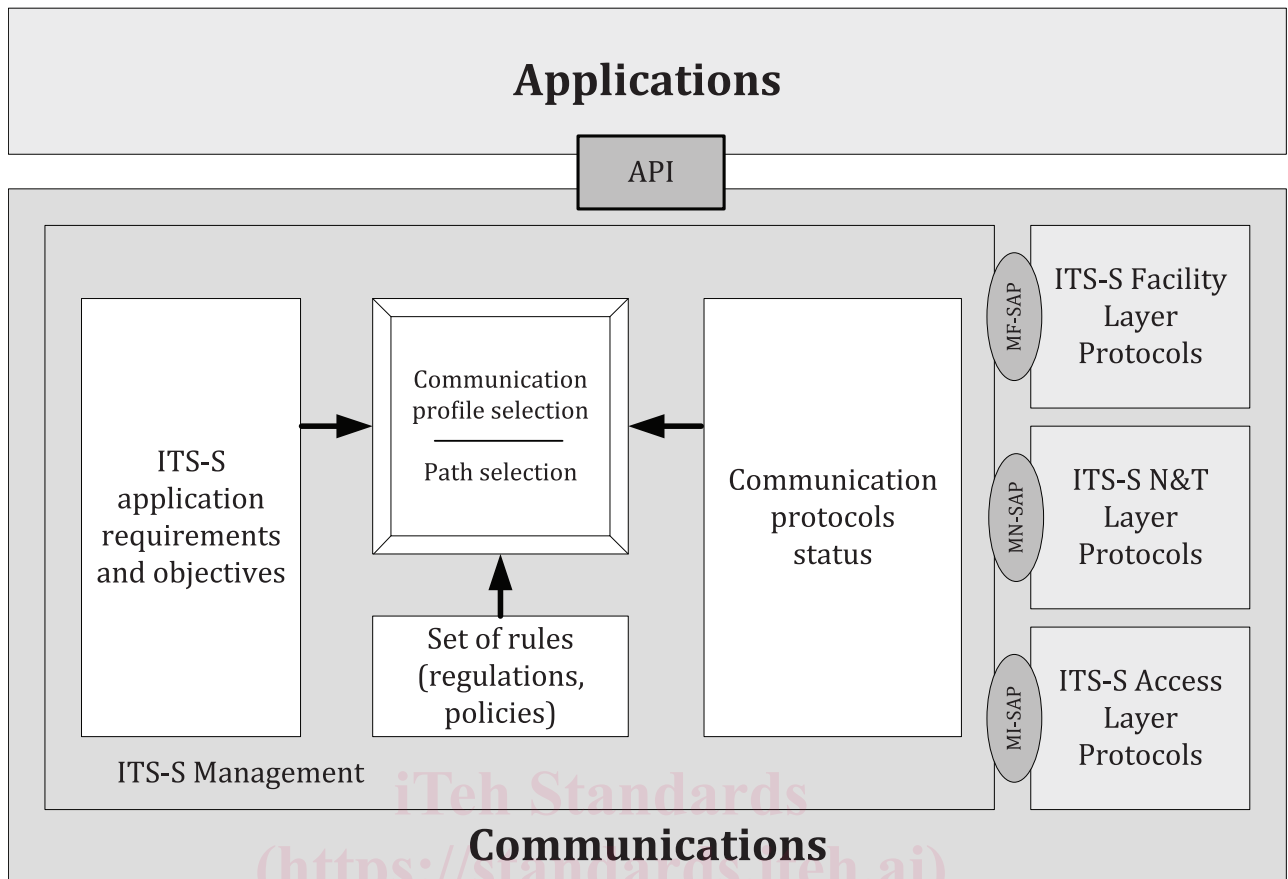 Applications
API
ITS-S
application
requirements
and objectives
Communication
profile selection
Path selection
Set of rules
(regulations,
policies)
Communication
protocols
status
ITS-S Management
MF-SAP
ITS-S Facility
Layer
Protocols
MN-SAP
ITS-S N&T
Layer
Protocols
MI-SAP
ITS-S Access
Layer
Protocols
iTeh Standards
Communications
(https://standards.iteh.ai)